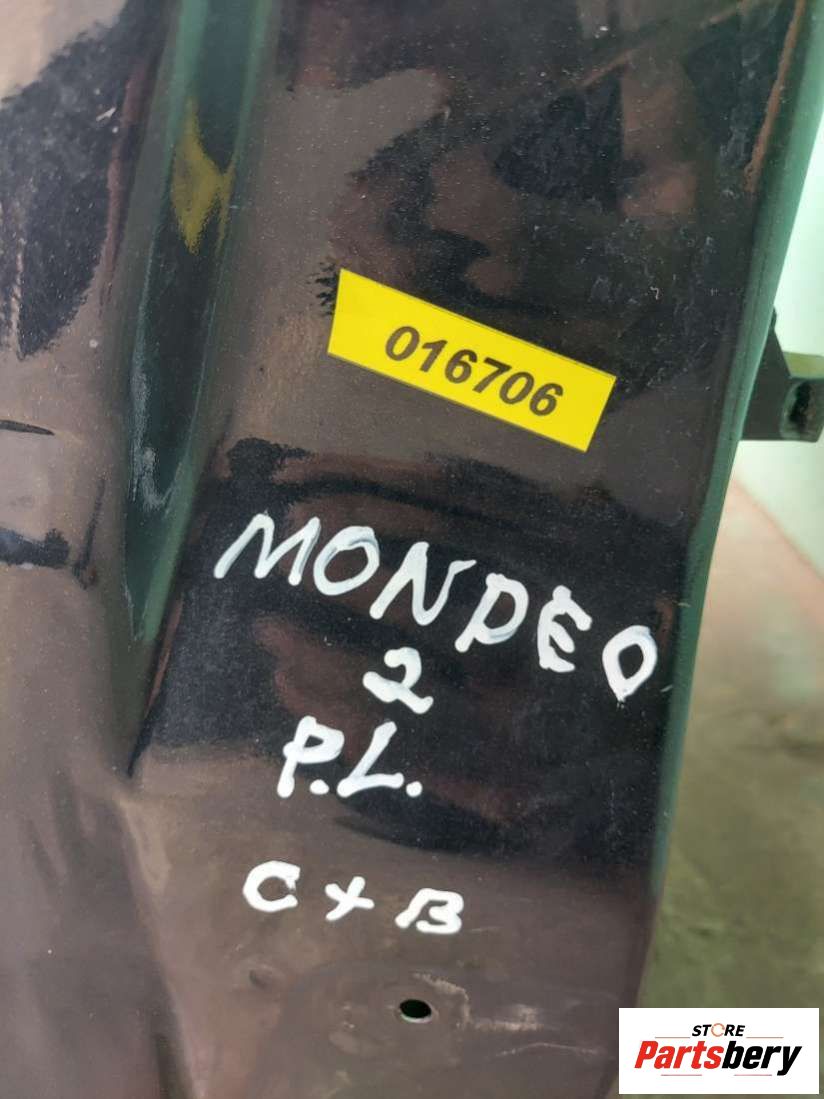 016706
MONDEO
2
P.L.
C + B
STORE
Partsbery